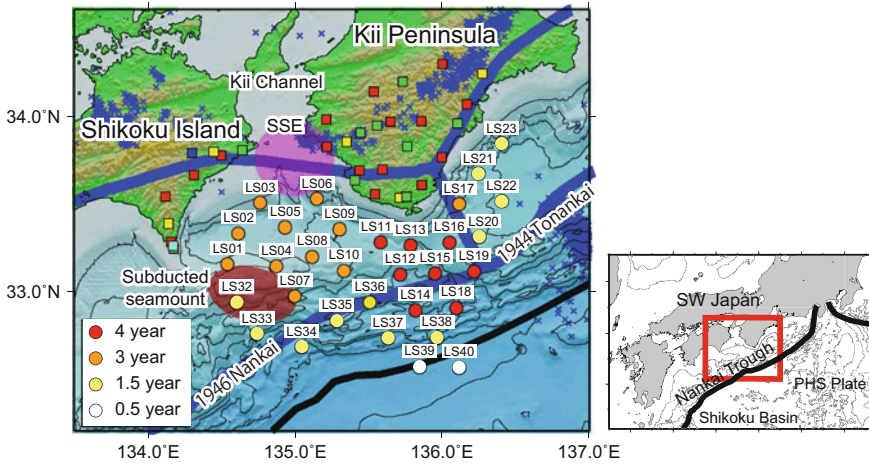 Kii Peninsula
Kii Channel
34.0°N
SSE
Shikoku Island
LS23
LS21
LS03
LS06
LS17
LS22
LS02
LS05
LS09
LS11
LS13
LS16
LS20
1944 Tonankai
LS01
LS04
LS08
LS10
LS12
LS15
LS19
Subducted
seamount
33.0°N
LS32
LS07
LS36
LS14
LS18
LS33
LS35
LS34
LS37
LS38
LS39
LS40
1946 Nankai
4 year
3 year
1.5 year
0.5 year
134.0°E
135.0°E
136.0°E
137.0°E
SW Japan
Nankai Trough
PHS Plate
Shikoku Basin